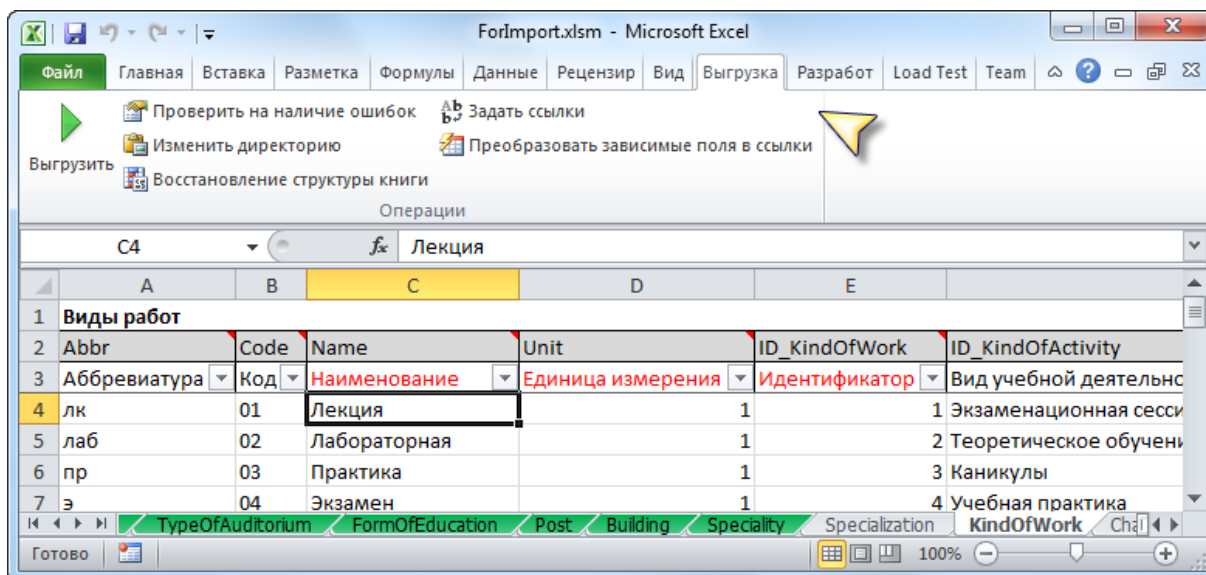 ForImport.xlsm - Microsoft Excel
Файл Главная Вставка Разметка Формулы Данные Рецензир Вид Выгрузка Разработ Load Test Team
Проверить на наличие ошибок Задать ссылки
Изменить директорию Преобразовать зависимые поля в ссылки
Выгрузить
Восстановление структуры книги
Операции
C4 fx Лекция
A B C D E
1 Виды работ
2 Abbr Code Name Unit ID_KindOfWork ID_KindOfActivity
3 Аббревиатура Код Наименование Единица измерения Идентификатор Вид учебной деятельно
4 лк 01 Лекция 1 1 Экзаменационная сесси
5 лаб 02 Лабораторная 1 2 Теоретическое обучени
6 пр 03 Практика 1 3 Каникулы
7 э 04 Экзамен 1 4 Учебная практика
TypeOfAuditorium FormOfEducation Post Building Speciality Specialization KindOfWork Cha
Готово 100%